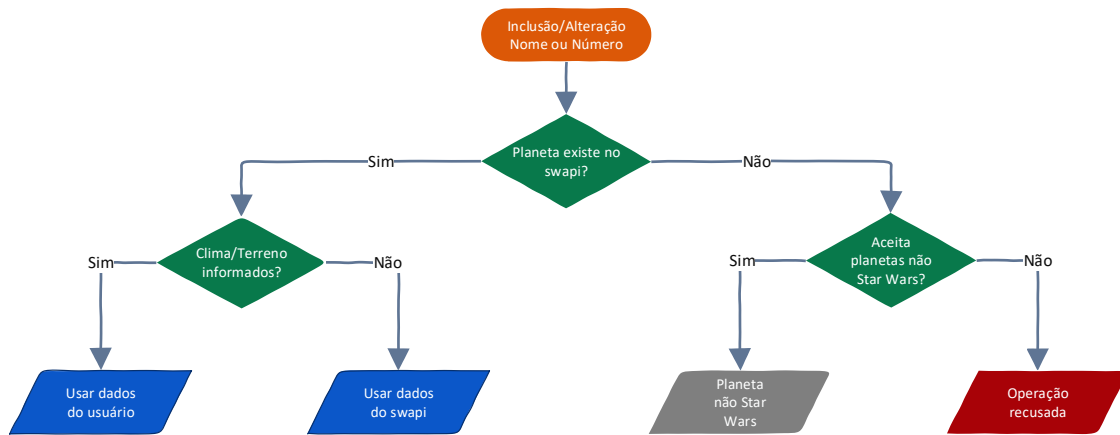 Inclusão/Alteração
Nome ou Número
Planeta existe no
swapi?
Sim
Não
Clima/Terreno
informados?
Aceita
planetas não
Star Wars?
Sim
Não
Sim
Não
Usar dados
do usuário
Usar dados
do swapi
Planeta
não Star
Wars
Operação
recusada